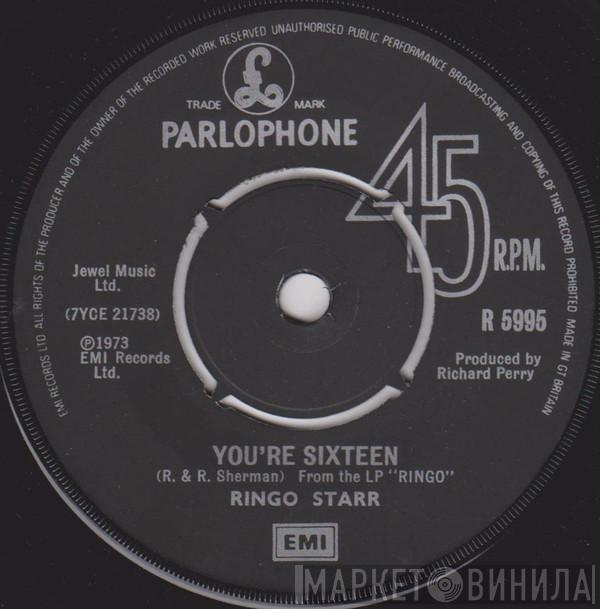 EMI RECORDS LTD ALL RIGHTS OF THE PRODUCER AND OF THE OWNER OF THE RECORDED WORK RESERVED UNAUTHORISED PUBLIC PERFORMANCE BROADCASTING AND COPYING OF THIS RECORD PROHIBITED MADE IN GT BRITAIN
£
TRADE MARK
PARLOPHONE
45
R.P.M.
Jewel Music
Ltd.
(7YCE 21738)
R 5995
Ⓟ1973
EMI Records
Ltd.
Produced by
Richard Perry
YOU'RE SIXTEEN
(R. & R. Sherman) From the LP "RINGO"
RINGO STARR
EMI
МАРКЕТ ВИНИЛА